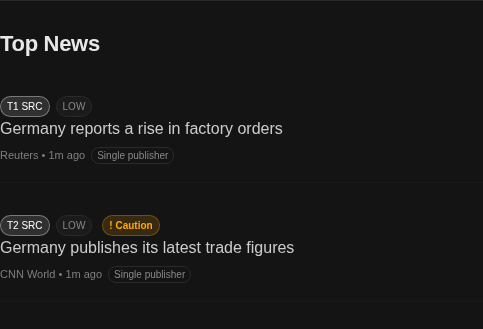 Top News
T1 SRC LOW
Germany reports a rise in factory orders
Reuters • 1m ago Single publisher
T2 SRC LOW ! Caution
Germany publishes its latest trade figures
CNN World • 1m ago Single publisher